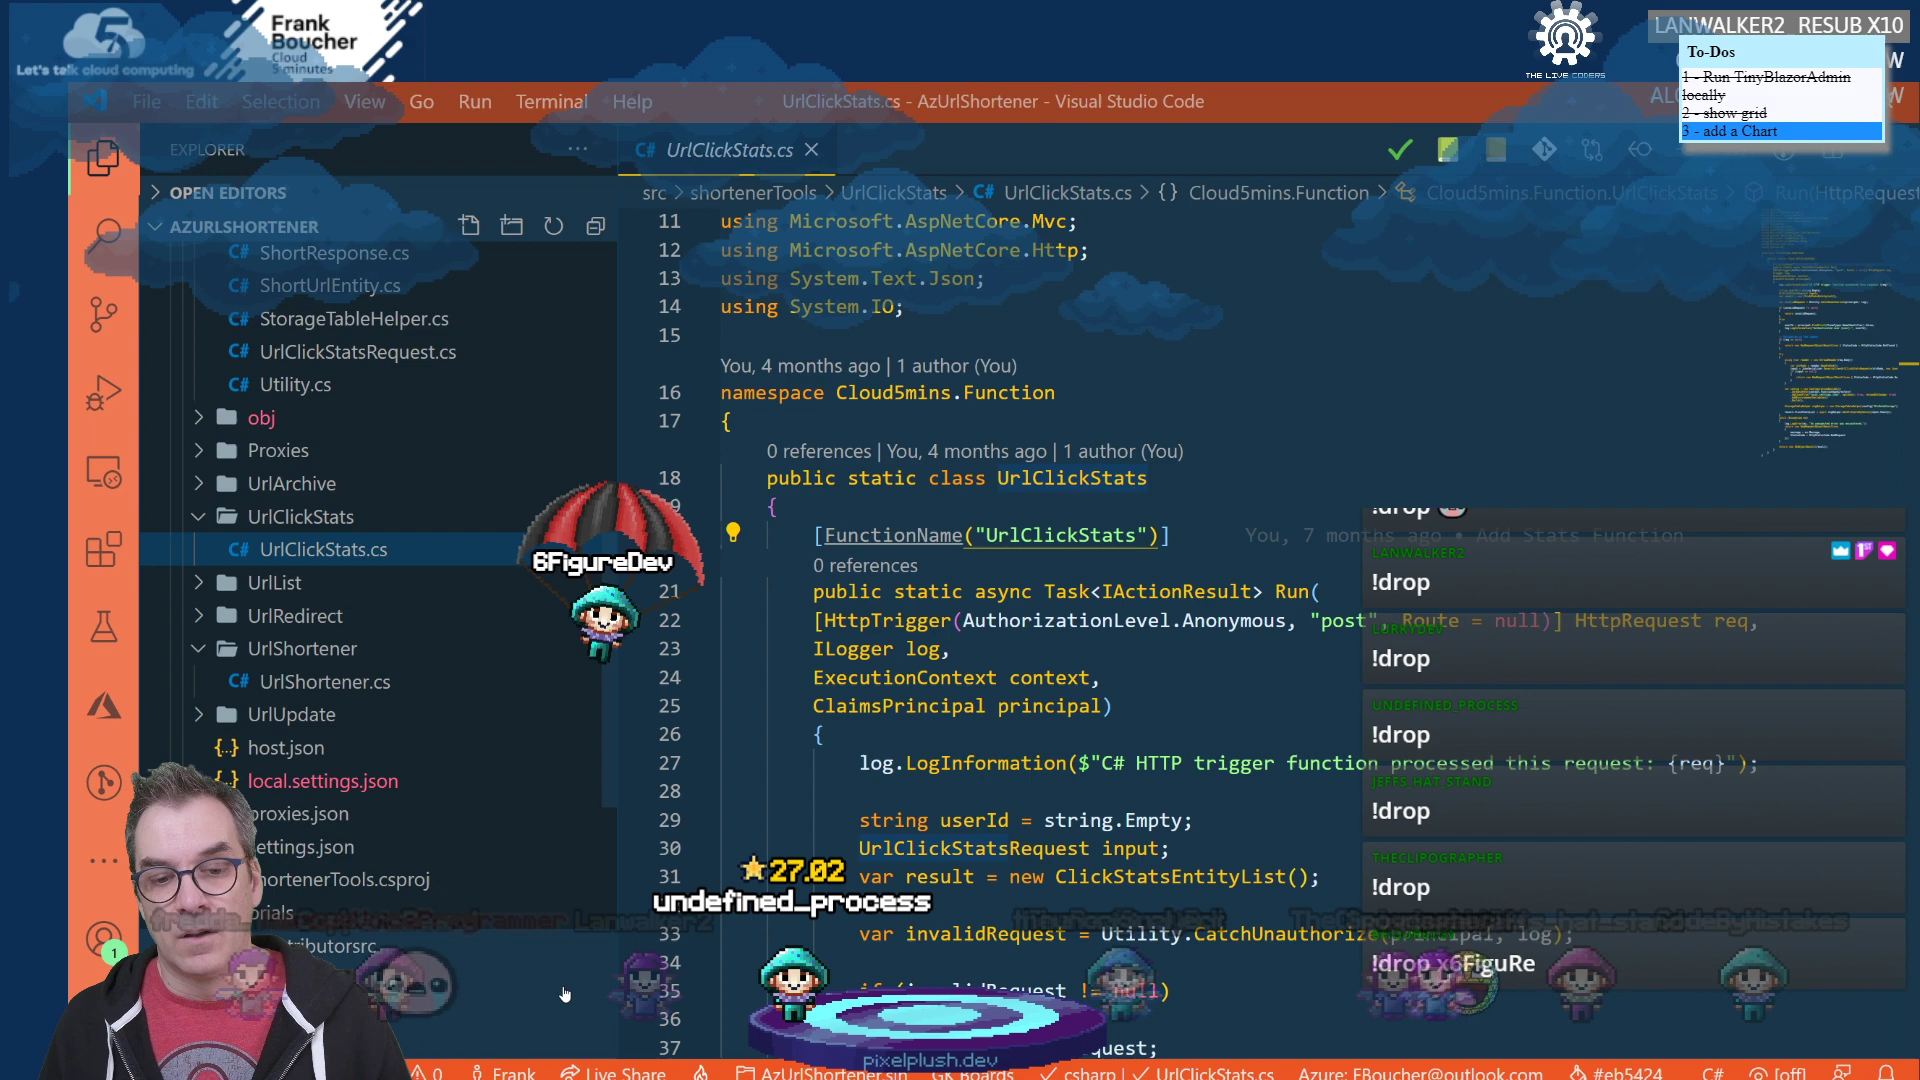 Let's talk cloud computing
Frank
Boucher
Cloud
5 minutes
THE LIVE CODERS
LANWALKER2 RESUB X10
To-Dos
1 - Run TinyBlazorAdmin
locally
2 - show grid
3 - add a Chart
File Edit Selection View Go Run Terminal Help
UrlClickStats.cs - AzUrlShortener - Visual Studio Code
EXPLORER
OPEN EDITORS
AZURLSHORTENER
ShortResponse.cs
ShortUrlEntity.cs
StorageTableHelper.cs
UrlClickStatsRequest.cs
Utility.cs
obj
Proxies
UrlArchive
UrlClickStats
UrlClickStats.cs
UrlList
UrlRedirect
UrlShortener
UrlShortener.cs
UrlUpdate
host.json
local.settings.json
proxies.json
settings.json
shortenerTools.csproj
1
C# UrlClickStats.cs
src > shortenerTools > UrlClickStats > C# UrlClickStats.cs > {} Cloud5mins.Function > Cloud5mins.Function.UrlClickStats > Run(HttpRequest
11 using Microsoft.AspNetCore.Mvc;
12 using Microsoft.AspNetCore.Http;
13 using System.Text.Json;
14 using System.IO;
15
You, 4 months ago | 1 author (You)
16 namespace Cloud5mins.Function
17 {
0 references | You, 4 months ago | 1 author (You)
18 public static class UrlClickStats
{
[FunctionName("UrlClickStats")] You, 7 months ago • Add Stats Function
0 references
21 public static async Task<IActionResult> Run(
22 [HttpTrigger(AuthorizationLevel.Anonymous, "post", Route = null)] HttpRequest req,
23 ILogger log,
24 ExecutionContext context,
25 ClaimsPrincipal principal)
26 {
27 log.LogInformation($"C# HTTP trigger function processed this request: {req}");
28
29 string userId = string.Empty;
30 UrlClickStatsRequest input;
31 var result = new ClickStatsEntityList();
33 var invalidRequest = Utility.CatchUnauthorize(principal, log);
34
35 if (invalidRequest != null)
36
37
6FigureDev
27.02
undefined_process
pixelplush.dev
Lanwalker2
!drop
LANWALKER2
!drop
LURKYDEV
!drop
UNDEFINED_PROCESS
!drop
JEFFS_HAT_STAND
!drop
THECLIPOGRAPHER
!drop
!drop x6FiguRe
0 Frank Live Share AzUrlShortener.sln GK Boards csharp | UrlClickStats.cs Azure: FBoucher@outlook.com #eb5424 C# [off]